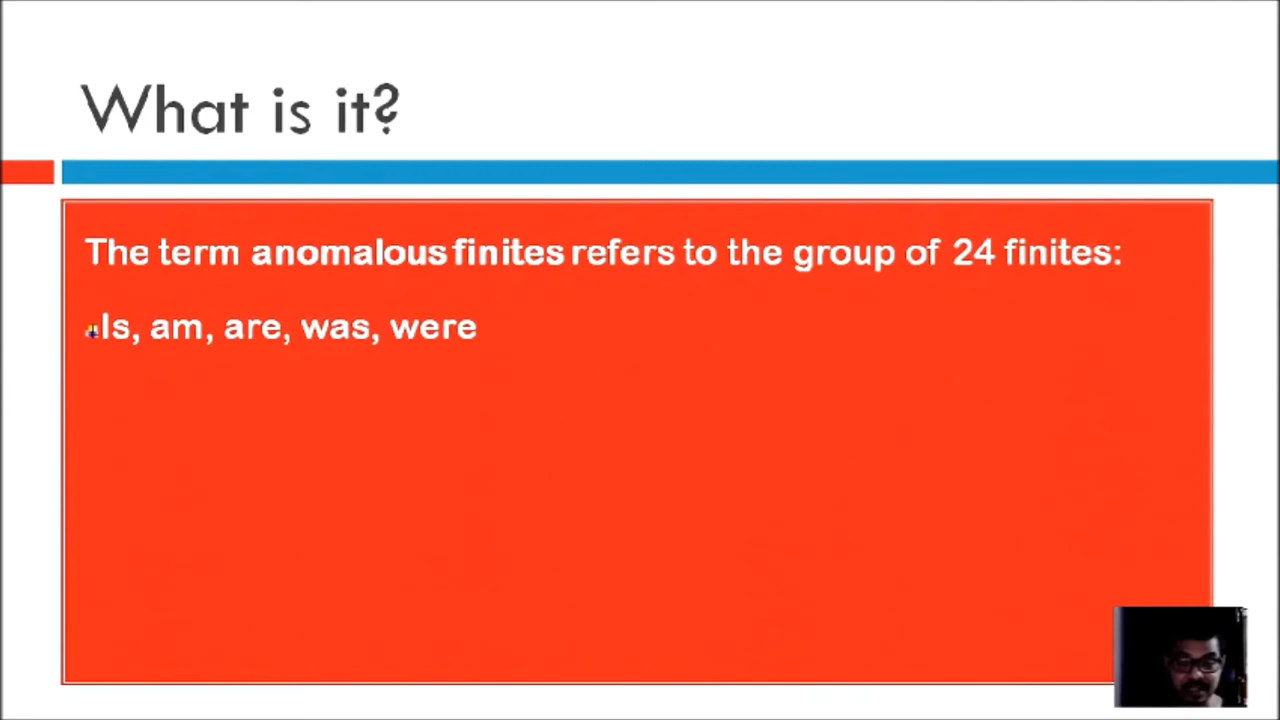 What is it?
The term anomalous finites refers to the group of 24 finites:
Is, am, are, was, were